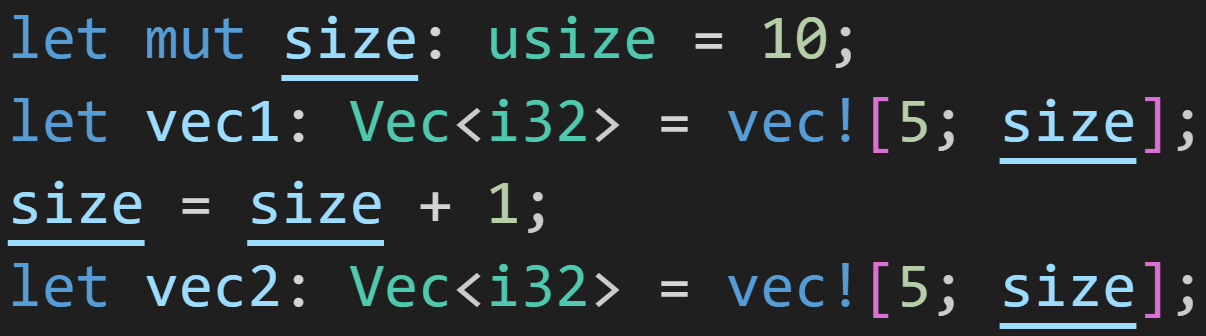 let mut size: usize = 10;
let vec1: Vec<i32> = vec![5; size];
size = size + 1;
let vec2: Vec<i32> = vec![5; size];